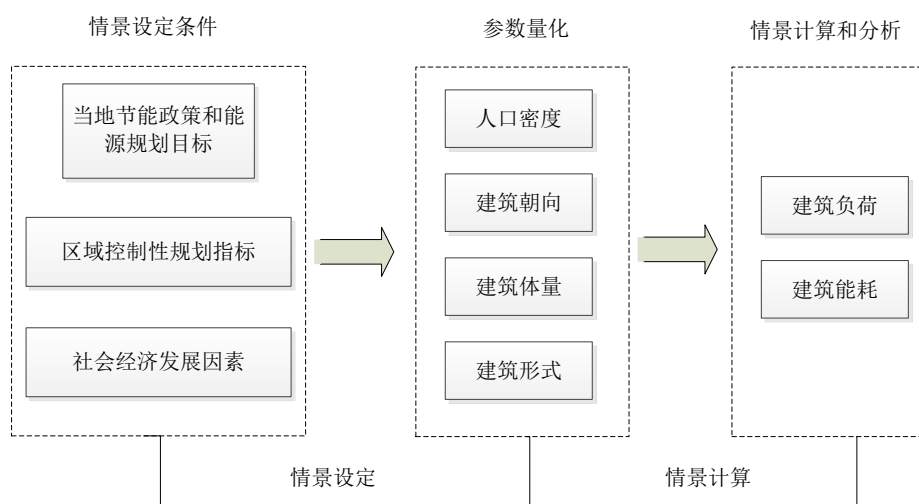 情景设定条件
参数量化
情景计算和分析
当地节能政策和能
源规划目标
区域控制性规划指标
社会经济发展因素
人口密度
建筑朝向
建筑体量
建筑形式
建筑负荷
建筑能耗
情景设定
情景计算